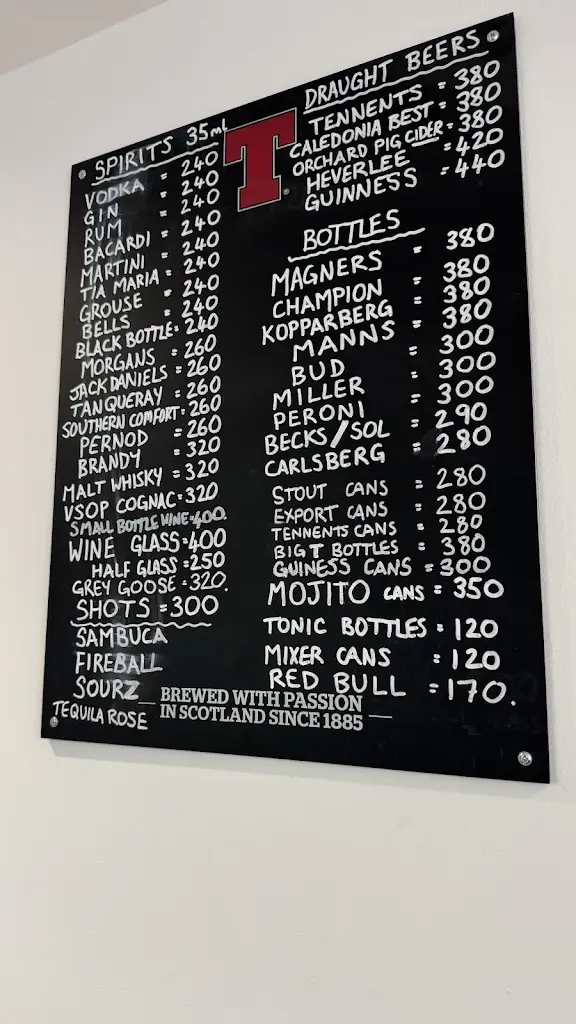 SPIRITS 35ml
VODKA = 240
GIN = 240
RUM = 240
BACARDI = 240
MARTINI = 240
TIA MARIA = 240
GROUSE = 240
BELLS = 240
BLACK BOTTLE = 240
MORGANS = 260
JACK DANIELS = 260
TANQUERAY = 260
SOUTHERN COMFORT = 260
PERNOD = 260
BRANDY = 320
MALT WHISKY = 320
VSOP COGNAC = 320
SMALL BOTTLE WINE = 400
WINE GLASS = 400
HALF GLASS = 250
GREY GOOSE = 320.
SHOTS = 300
SAMBUCA
FIREBALL
SOURZ
TEQUILA ROSE
T
DRAUGHT BEERS
TENNENTS = 380
CALEDONIA BEST = 380
ORCHARD PIG CIDER = 380
HEVERLEE = 420
GUINNESS = 440
BOTTLES
MAGNERS = 380
CHAMPION = 380
KOPPARBERG = 380
MANNS = 380
BUD = 300
MILLER = 300
PERONI = 300
BECKS/SOL = 290
CARLSBERG = 280
STOUT CANS = 280
EXPORT CANS = 280
TENNENTS CANS = 280
BIG T BOTTLES = 380
GUINESS CANS = 300
MOJITO CANS = 350
TONIC BOTTLES = 120
MIXER CANS = 120
RED BULL = 170.
BREWED WITH PASSION
IN SCOTLAND SINCE 1885